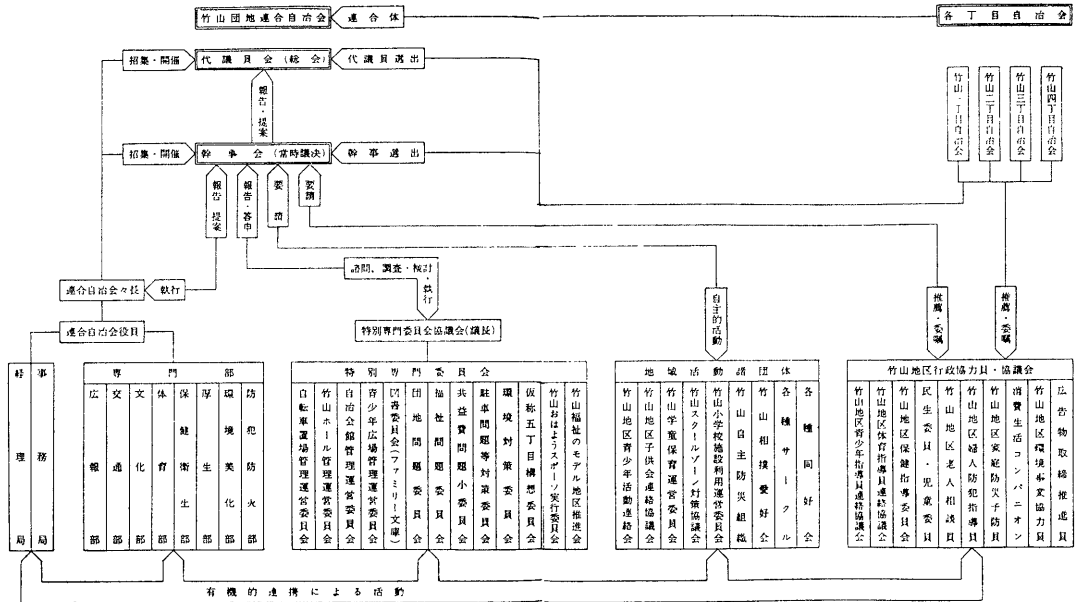 竹山団地連合自治会
連合体
各丁目自治会
招集・開催
代議員会(総会)
代議員選出
報告・提案
竹山一丁目自治会
竹山二丁目自治会
竹山三丁目自治会
竹山四丁目自治会
招集・開催
幹事会(常時議決)
幹事選出
報告・提案
報告・答申
要請
要請
諮問、調査・検討・執行
連合自治会々長
執行
自主的活動
推薦・委嘱
推薦・委嘱
連合自治会役員
特別専門委員会協議会(議長)
経理局
事務局
専門部
広報部
交通部
文化部
体育部
保健衛生部
厚生部
環境美化部
防犯防火部
特別専門委員会
自転車置場管理運営委員会
竹山ホール管理運営委員会
自治会館管理運営委員会
青少年広場管理運営委員会
図書委員会(ファミリー文庫)
団地問題委員会
福祉問題委員会
共益費問題小委員会
駐車問題等対策委員会
環境対策委員会
仮称五丁目構想委員会
竹山おはようスポーツ実行委員会
竹山福祉のモデル地区推進会
地域活動諸団体
竹山地区青少年活動連絡会
竹山地区子供会連絡協議会
竹山学童保育運営委員会
竹山スクールゾーン対策協議会
竹山小学校施設利用運営委員会
竹山自主防災組織
竹山相撲愛好会
各種サークル
各種同好会
竹山地区行政協力員・協議会
竹山地区青少年指導員連絡協議会
竹山地区体育指導員連絡協議会
竹山地区保健指導委員会
民生委員・児童委員
竹山地区老人相談員
竹山地区婦人防犯指導員
竹山地区家庭防災予防員
消費生活コンパニオン
竹山地区環境事業協力員
広告物取締推進員
有機的連携による活動